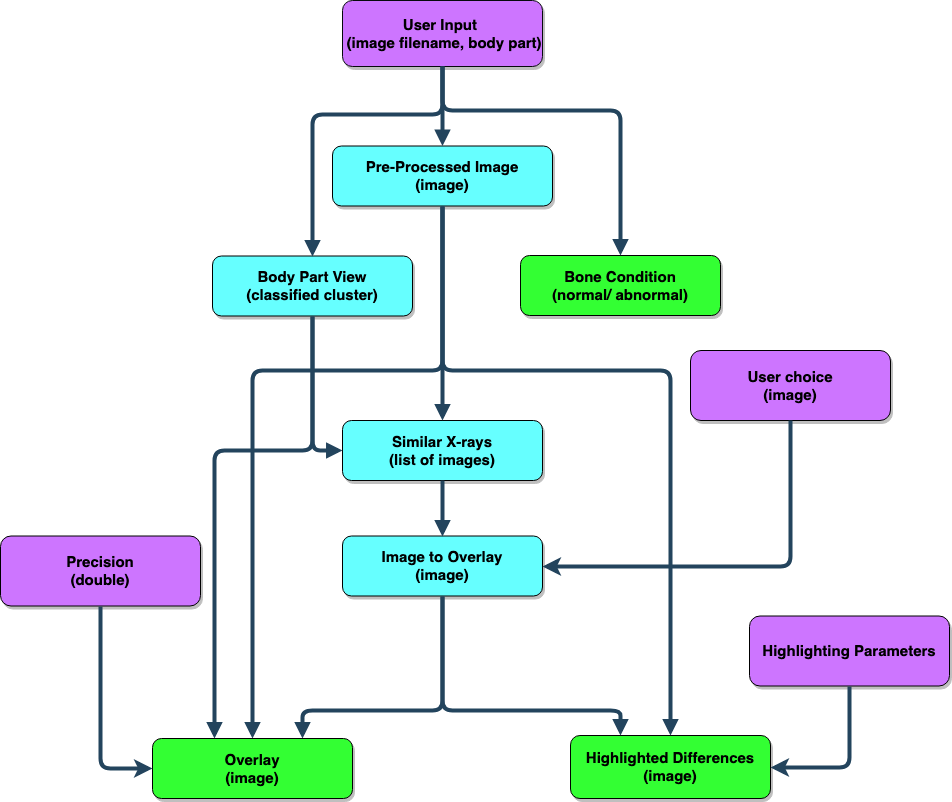 User Input
(image filename, body part)
Pre-Processed Image
(image)
Body Part View
(classified cluster)
Bone Condition
(normal/ abnormal)
User choice
(image)
Similar X-rays
(list of images)
Precision
(double)
Image to Overlay
(image)
Highlighting Parameters
Overlay
(image)
Highlighted Differences
(image)